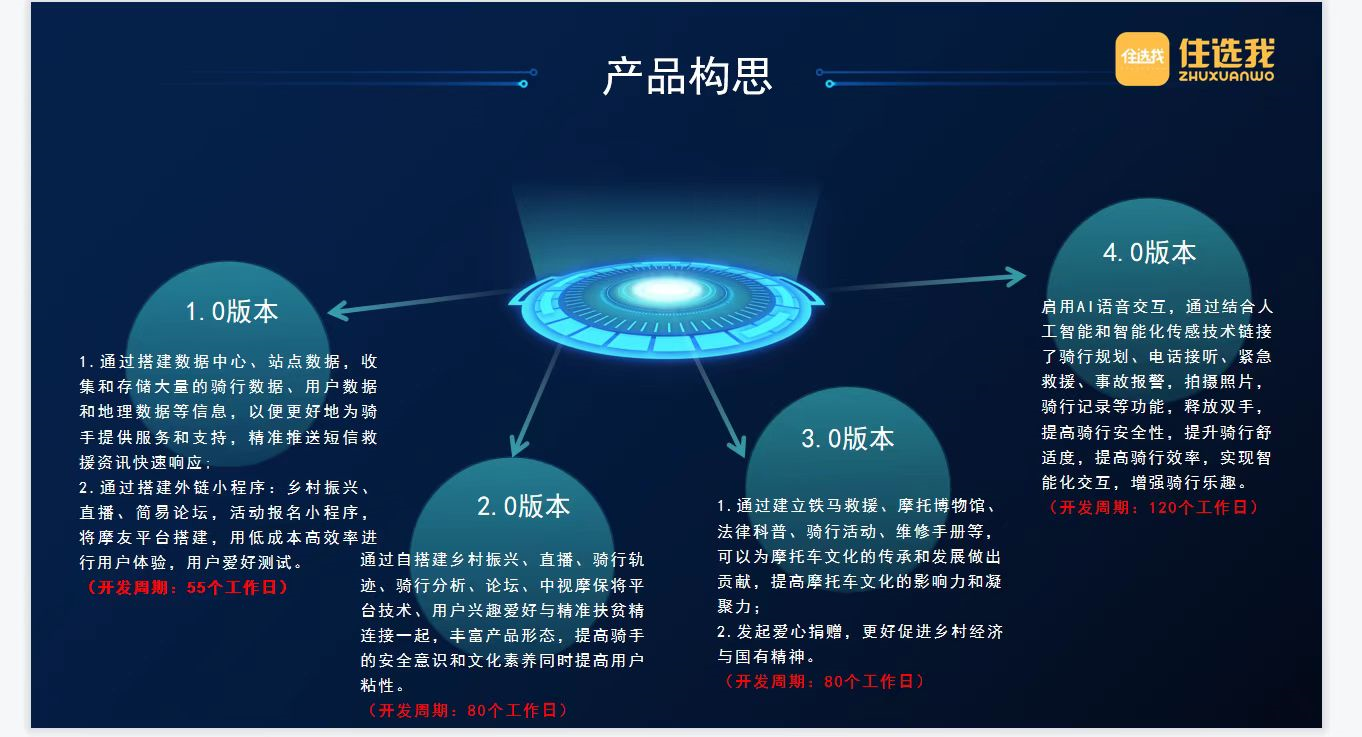 产品构思
住选我
住选我
ZHUXUANWO
1.0版本
1.通过搭建数据中心、站点数据，收
集和存储大量的骑行数据、用户数据
和地理数据等信息，以便更好地为骑
手提供服务和支持，精准推送短信救
援资讯快速响应;
2.通过搭建外链小程序：乡村振兴、
直播、简易论坛，活动报名小程序，
将摩友平台搭建，用低成本高效率进
行用户体验，用户爱好测试。
（开发周期：55个工作日）
2.0版本
通过自搭建乡村振兴、直播、骑行轨
迹、骑行分析、论坛、中视摩保将平
台技术、用户兴趣爱好与精准扶贫精
连接一起，丰富产品形态，提高骑手
的安全意识和文化素养同时提高用户
粘性。
（开发周期：80个工作日）
3.0版本
1.通过建立铁马救援、摩托博物馆、
法律科普、骑行活动、维修手册等，
可以为摩托车文化的传承和发展做出
贡献，提高摩托车文化的影响力和凝
聚力；
2.发起爱心捐赠，更好促进乡村经济
与国有精神。
（开发周期：80个工作日）
4.0版本
启用AI语音交互，通过结合人
工智能和智能化传感技术链接
了骑行规划、电话接听、紧急
救援、事故报警，拍摄照片，
骑行记录等功能，释放双手，
提高骑行安全性，提升骑行舒
适度，提高骑行效率，实现智
能化交互，增强骑行乐趣。
（开发周期：120个工作日）